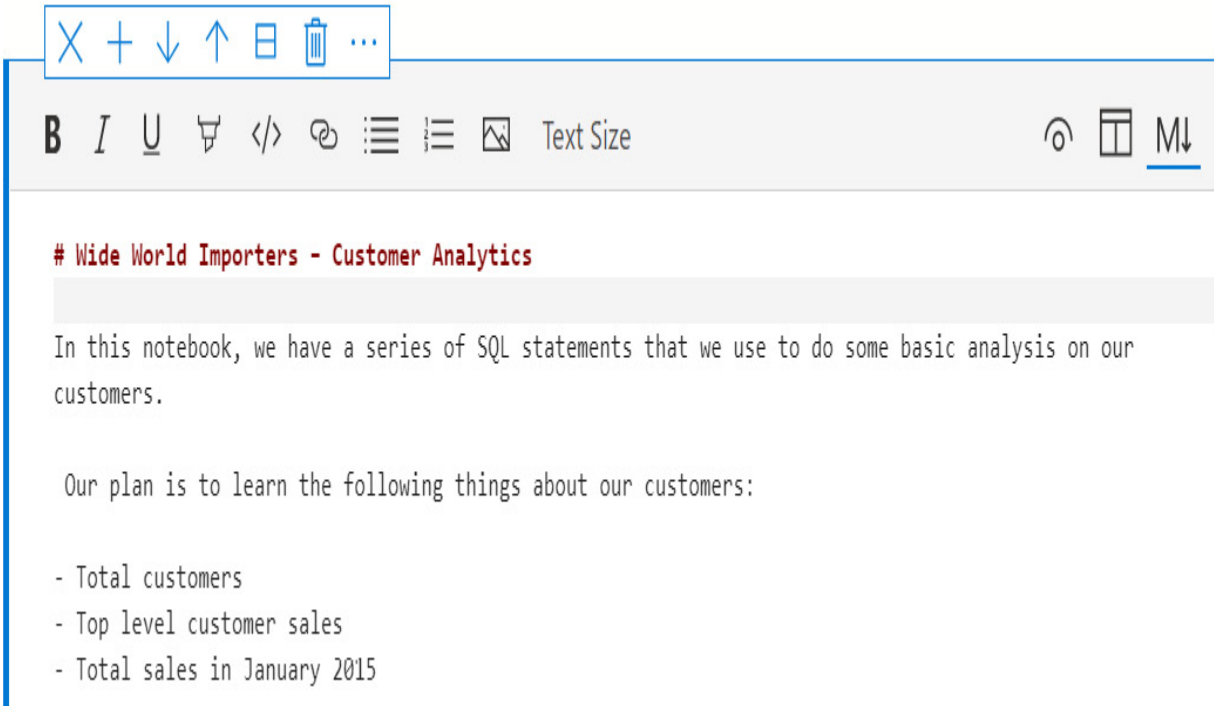 B I U </> Text Size M↓
# Wide World Importers - Customer Analytics
In this notebook, we have a series of SQL statements that we use to do some basic analysis on our
customers.
Our plan is to learn the following things about our customers:
- Total customers
- Top level customer sales
- Total sales in January 2015